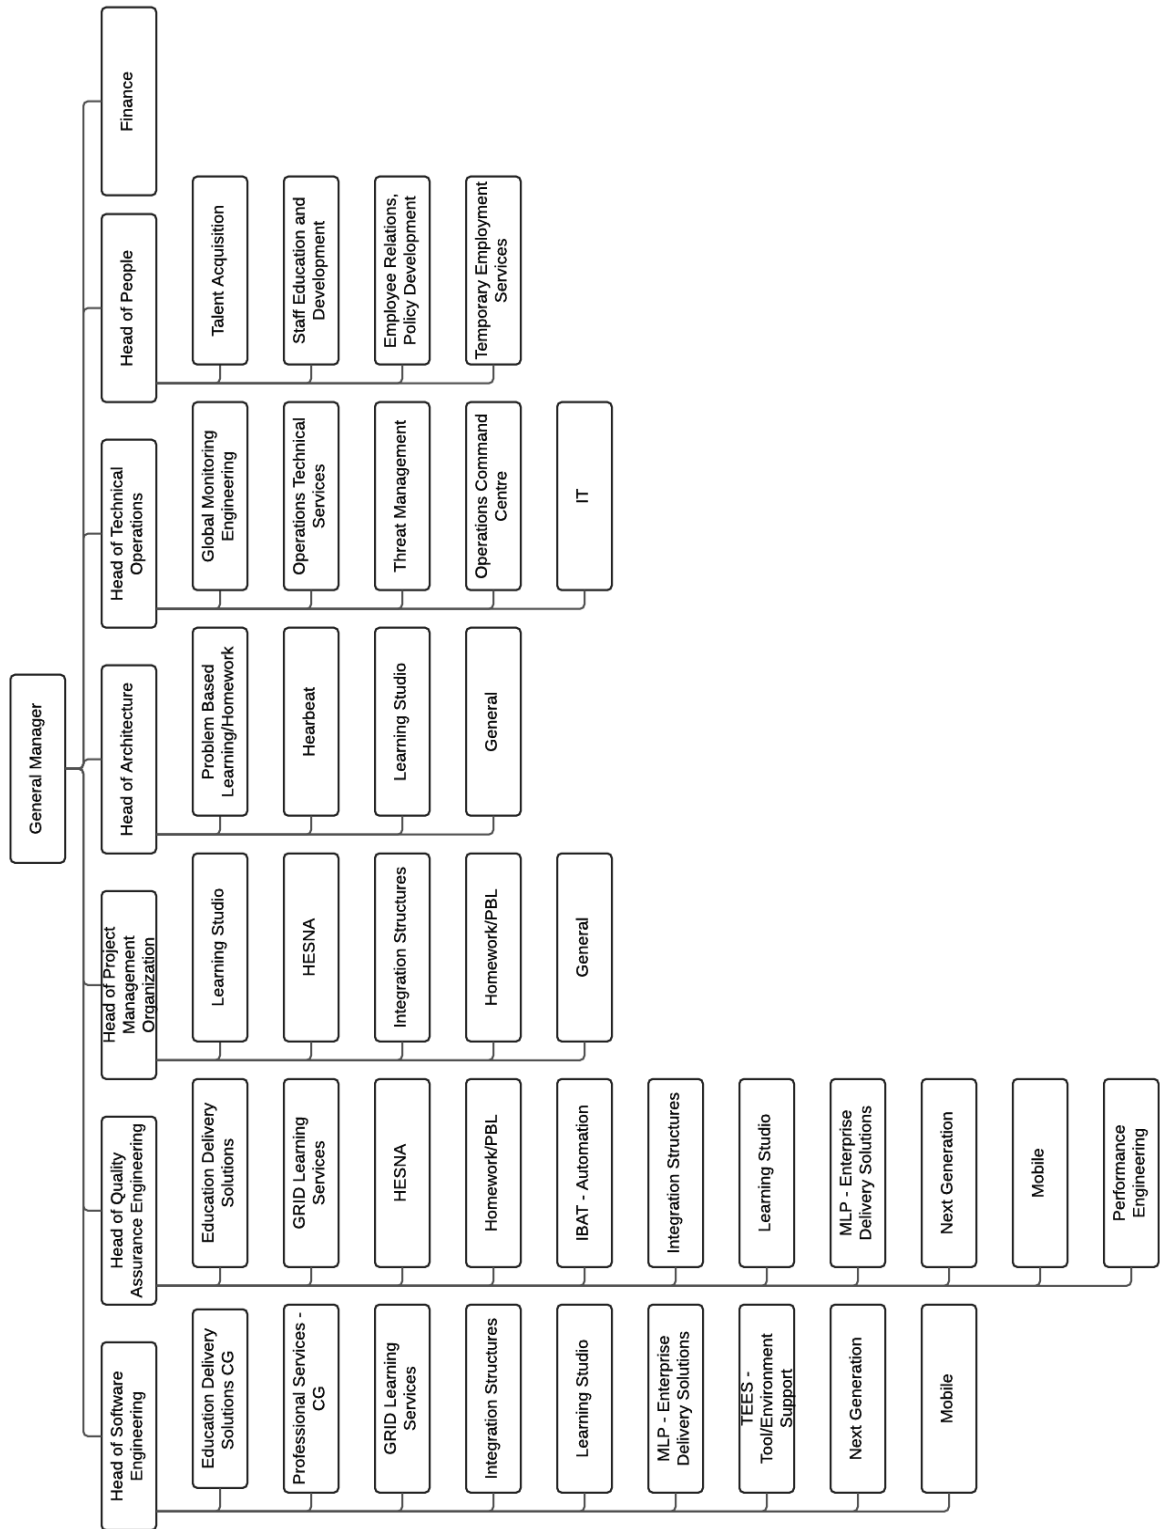 General Manager
Head of Software
Engineering
Education Delivery
Solutions CG
Professional Services -
CG
GRID Learning
Services
Integration Structures
Learning Studio
MLP - Enterprise
Delivery Solutions
TEES -
Tool/Environment
Support
Next Generation
Mobile
Head of Quality
Assurance Engineering
Education Delivery
Solutions
GRID Learning
Services
HESNA
Homework/PBL
IBAT - Automation
Integration Structures
Learning Studio
MLP - Enterprise
Delivery Solutions
Next Generation
Mobile
Performance
Engineering
Head of Project
Management
Organization
Learning Studio
HESNA
Integration Structures
Homework/PBL
General
Head of Architecture
Problem Based
Learning/Homework
Hearbeat
Learning Studio
General
Head of Technical
Operations
Global Monitoring
Engineering
Operations Technical
Services
Threat Management
Operations Command
Centre
IT
Head of People
Talent Acquisition
Staff Education and
Development
Employee Relations,
Policy Development
Temporary Employment
Services
Finance